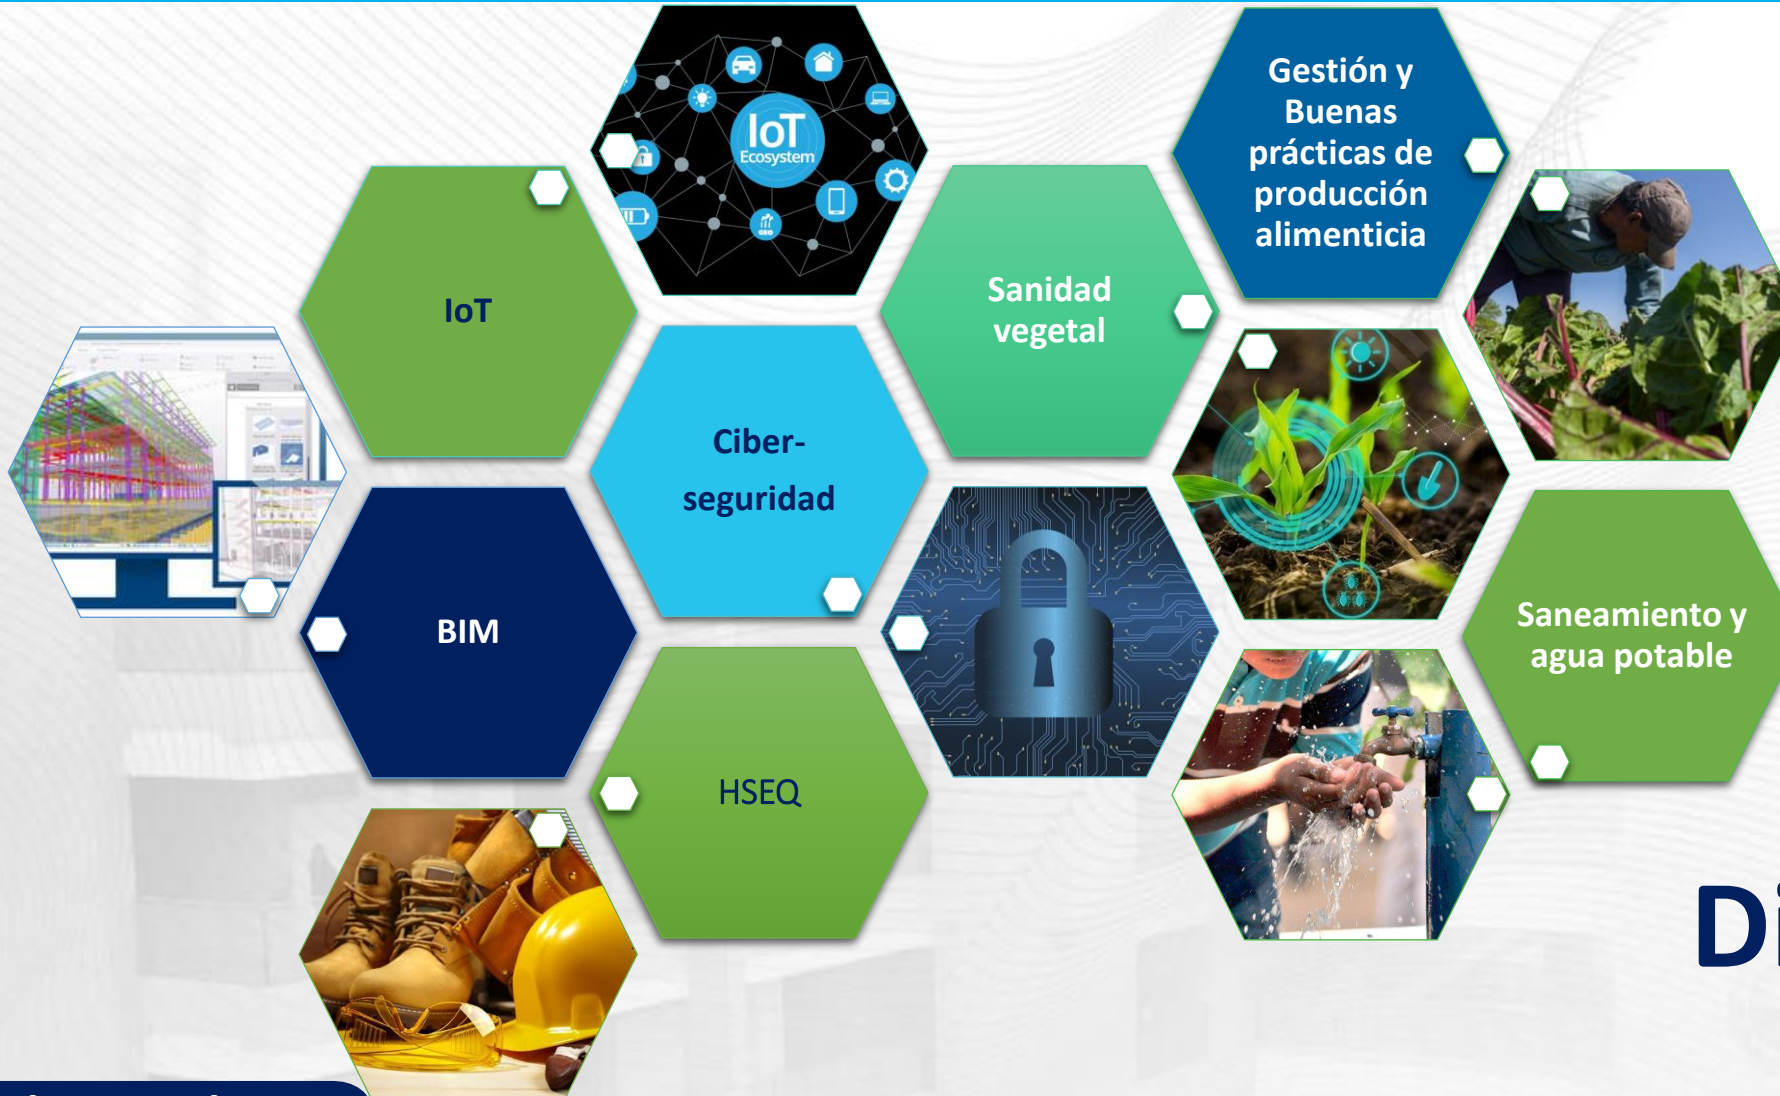 IoT
Ecosystem
Gestión y
Buenas
prácticas de
producción
alimenticia
Sanidad
vegetal
IoT
Ciber-
seguridad
BIM
Saneamiento y
agua potable
HSEQ